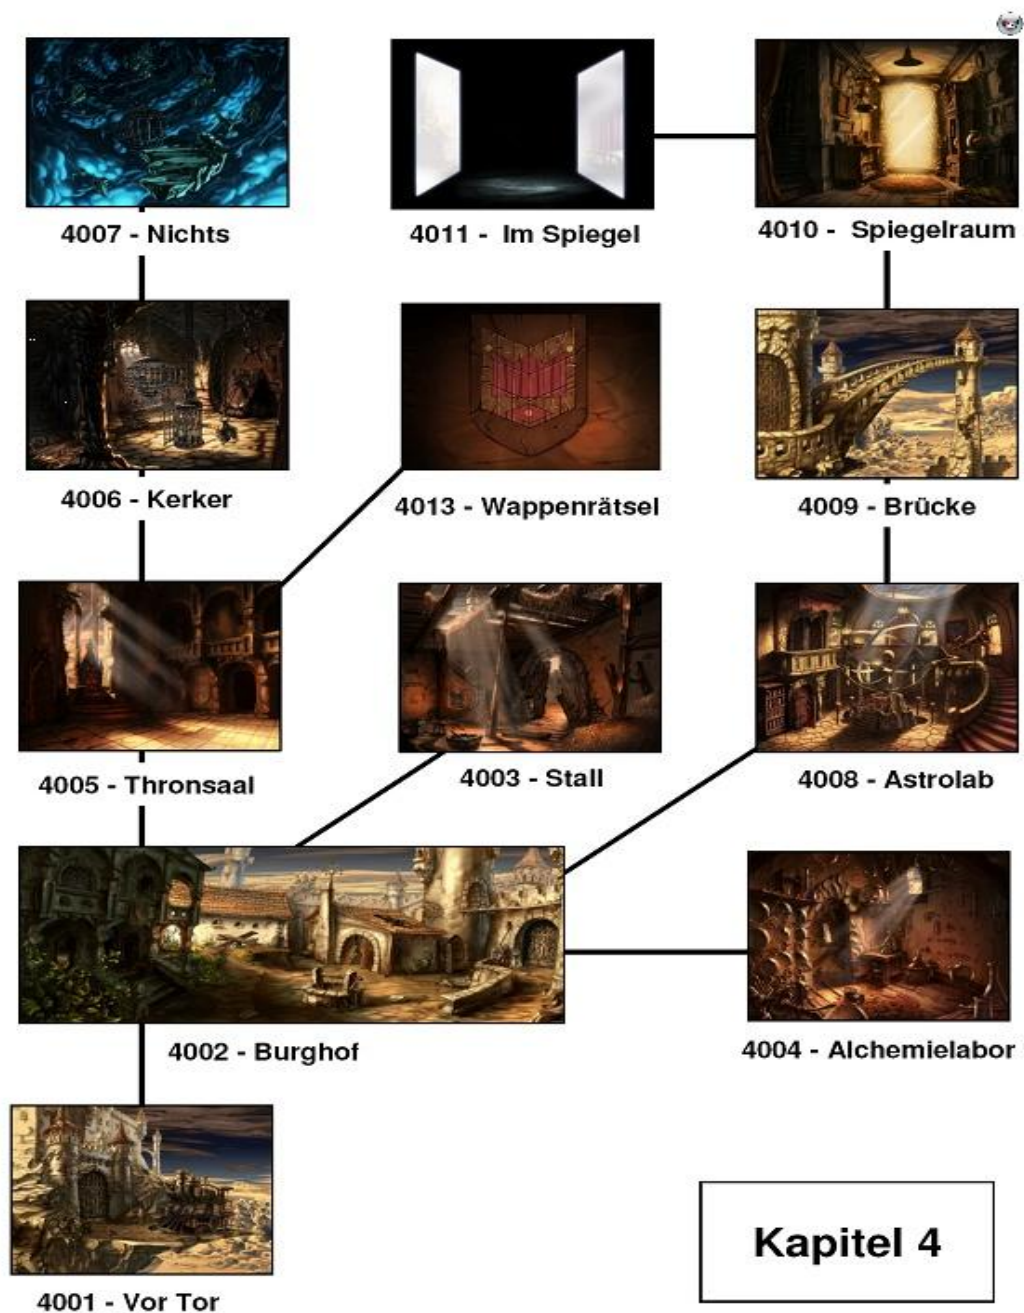 4007 - Nichts
4011 - Im Spiegel
4010 - Spiegelraum
4006 - Kerker
4013 - Wappenrätsel
4009 - Brücke
4005 - Thronsaal
4003 - Stall
4008 - Astrolab
4002 - Burghof
4004 - Alchemielabor
4001 - Vor Tor
Kapitel 4